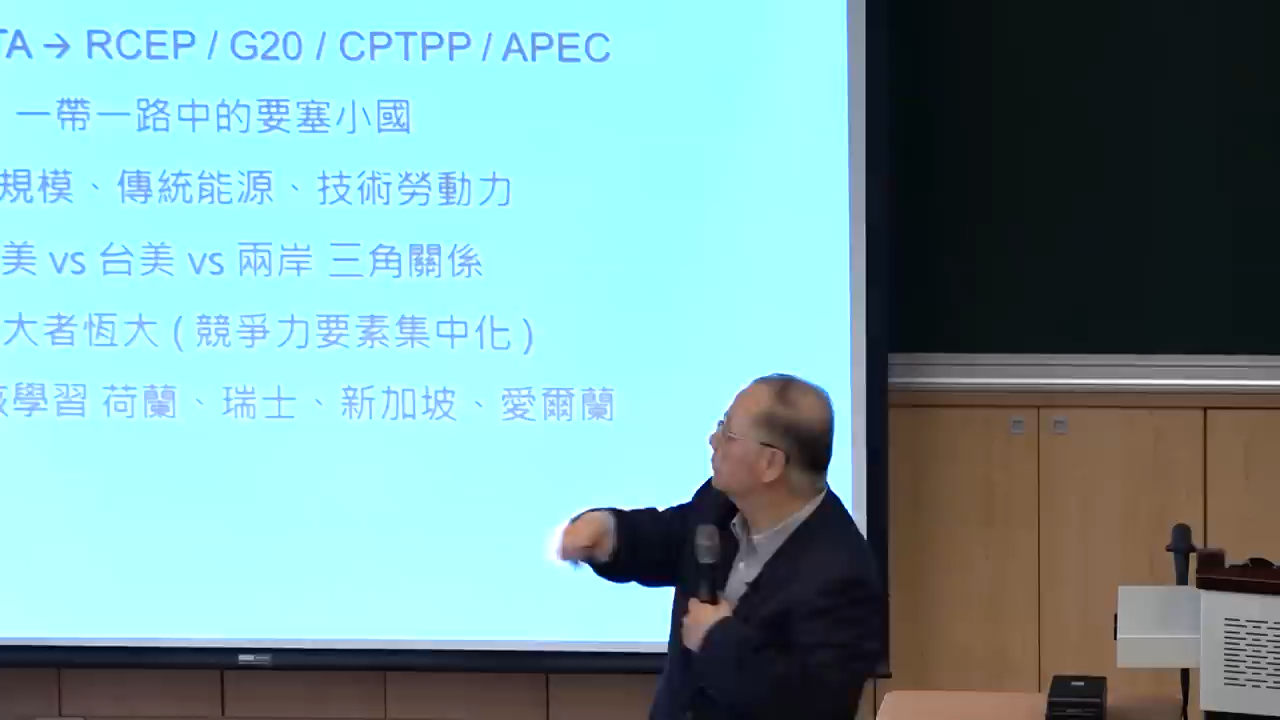 TA → RCEP / G20 / CPTPP / APEC
一帶一路中的要塞小國
規模、傳統能源、技術勞動力
美 vs 台美 vs 兩岸 三角關係
大者恆大 ( 競爭力要素集中化 )
學習 荷蘭、瑞士、新加坡、愛爾蘭